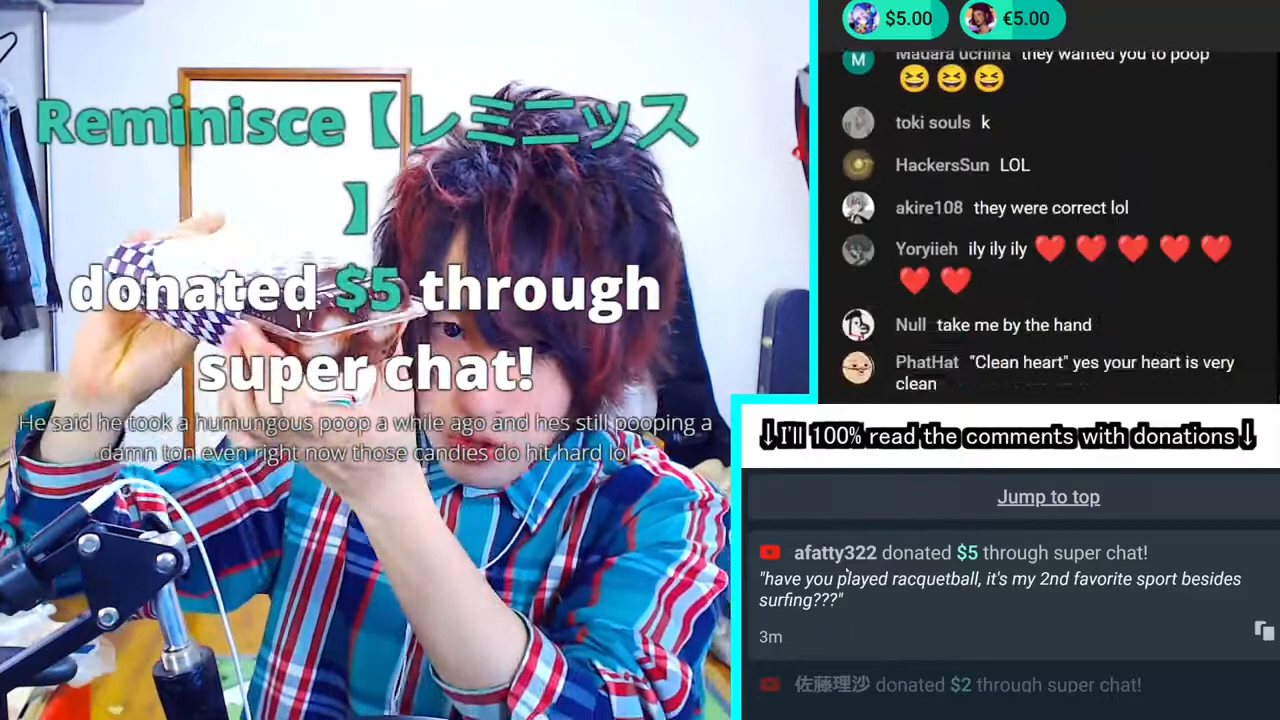 Reminisce【レミニッス
】
donated $5 through
super chat!
He said he took a humungous poop a while ago and hes still pooping a
damn ton even right now those candies do hit hard lol
$5.00 €5.00
M Madara uchiha they wanted you to poop
toki souls k
HackersSun LOL
akire108 they were correct lol
Yoryiieh ily ily ily
Null take me by the hand
PhatHat "Clean heart" yes your heart is very
clean
↓I'll 100% read the comments with donations↓
Jump to top
afatty322 donated $5 through super chat!
"have you played racquetball, it's my 2nd favorite sport besides
surfing???"
3m
佐藤理沙 donated $2 through super chat!